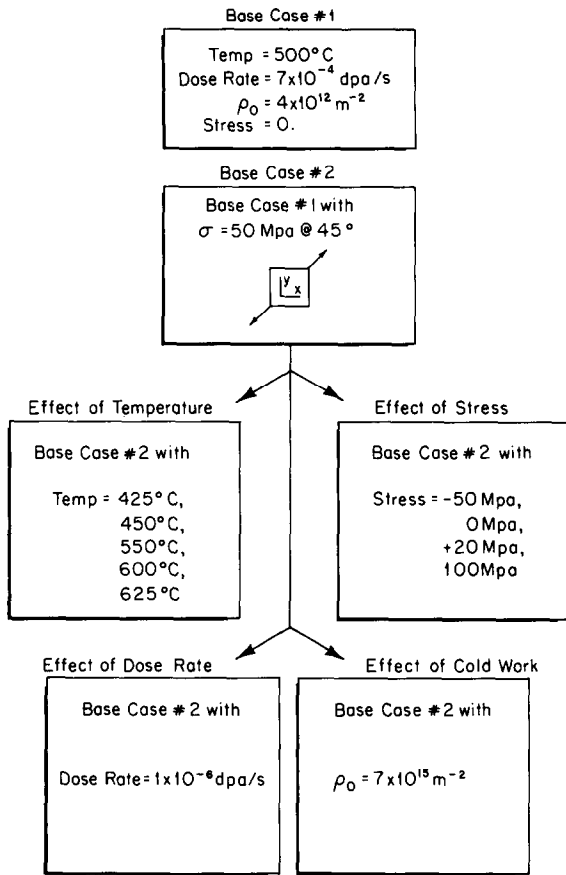 Base Case #1
Temp = 500°C
Dose Rate = 7x10⁻⁴ dpa/s
ρ₀ = 4x10¹² m⁻²
Stress = 0.
Base Case #2
Base Case #1 with
σ = 50 Mpa @ 45°
y
x
Effect of Temperature
Base Case #2 with
Temp = 425°C,
450°C,
550°C,
600°C,
625°C
Effect of Stress
Base Case #2 with
Stress = -50 Mpa,
0 Mpa,
+20 Mpa,
100 Mpa
Effect of Dose Rate
Base Case #2 with
Dose Rate = 1x10⁻⁶ dpa/s
Effect of Cold Work
Base Case #2 with
ρ₀ = 7x10¹⁵ m⁻²